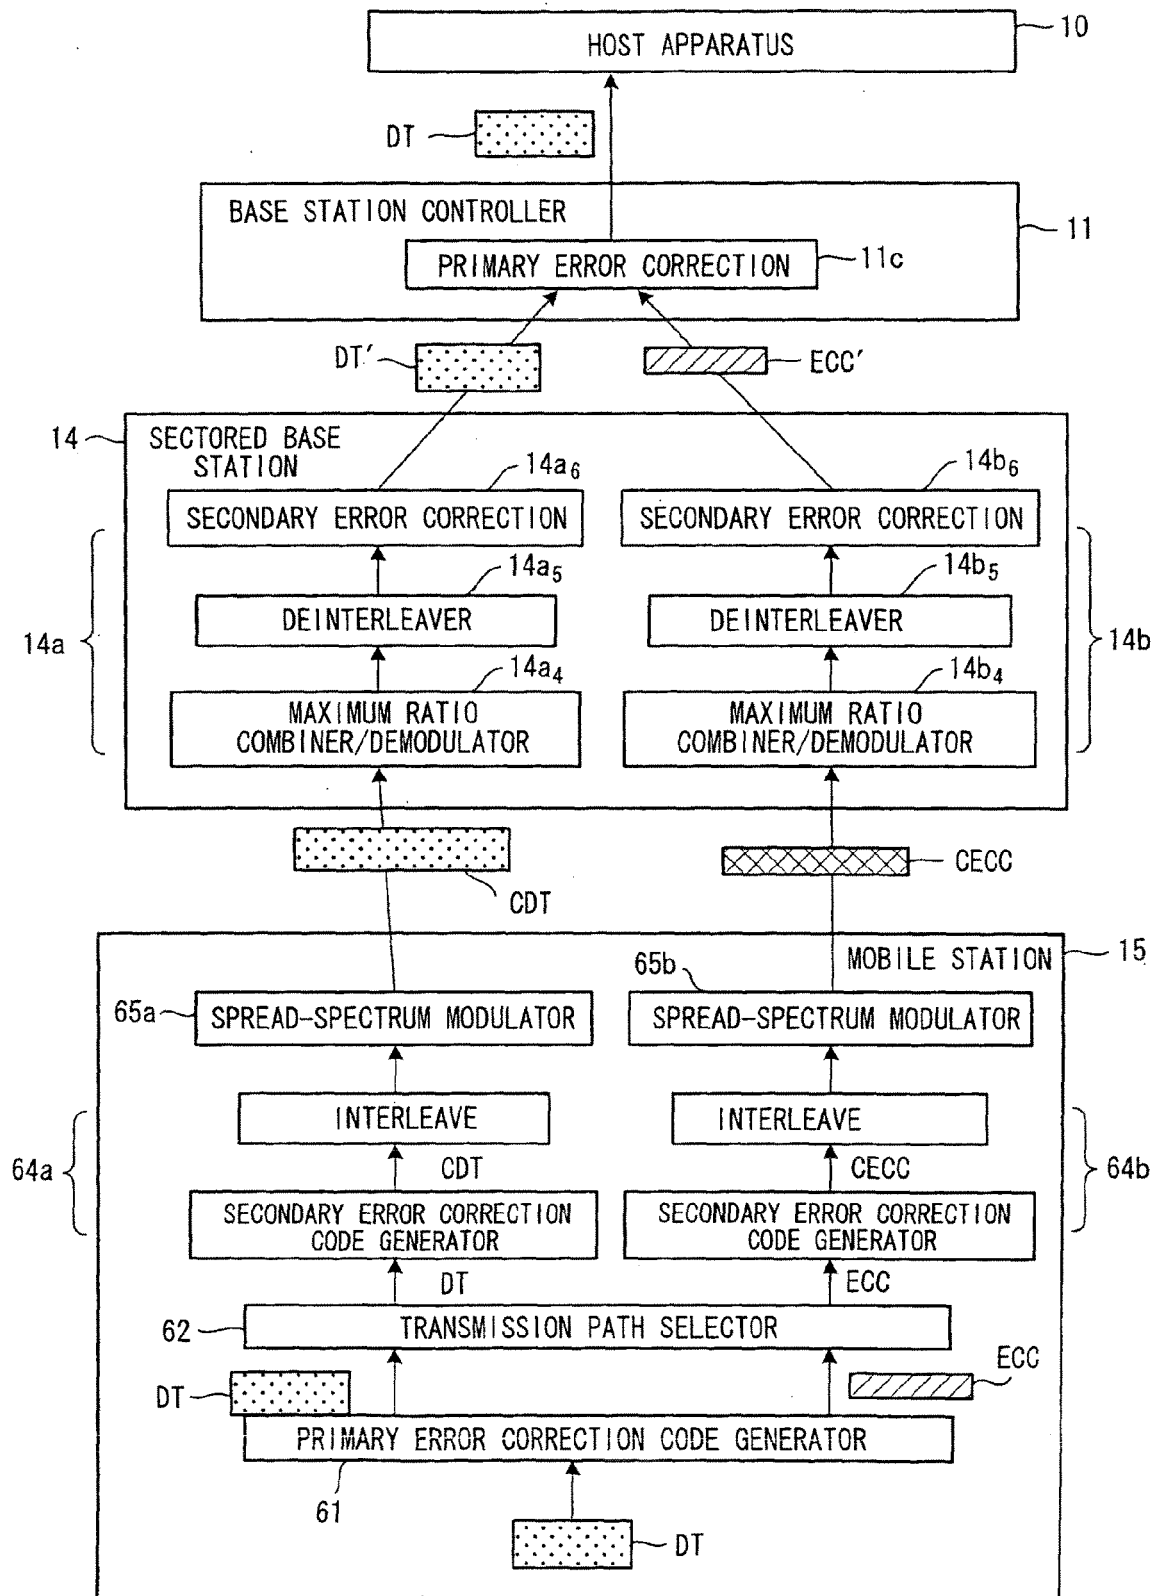 HOST APPARATUS
10
DT
BASE STATION CONTROLLER
11
PRIMARY ERROR CORRECTION
11c
DT′
ECC′
14
SECTORED BASE
STATION
14a6
14b6
SECONDARY ERROR CORRECTION
SECONDARY ERROR CORRECTION
14a5
14b5
14a
DEINTERLEAVER
DEINTERLEAVER
14b
14a4
14b4
MAXIMUM RATIO
COMBINER/DEMODULATOR
MAXIMUM RATIO
COMBINER/DEMODULATOR
CDT
CECC
MOBILE STATION
15
65a
65b
SPREAD-SPECTRUM MODULATOR
SPREAD-SPECTRUM MODULATOR
INTERLEAVE
INTERLEAVE
64a
CDT
CECC
64b
SECONDARY ERROR CORRECTION
CODE GENERATOR
SECONDARY ERROR CORRECTION
CODE GENERATOR
DT
ECC
62
TRANSMISSION PATH SELECTOR
DT
ECC
PRIMARY ERROR CORRECTION CODE GENERATOR
61
DT